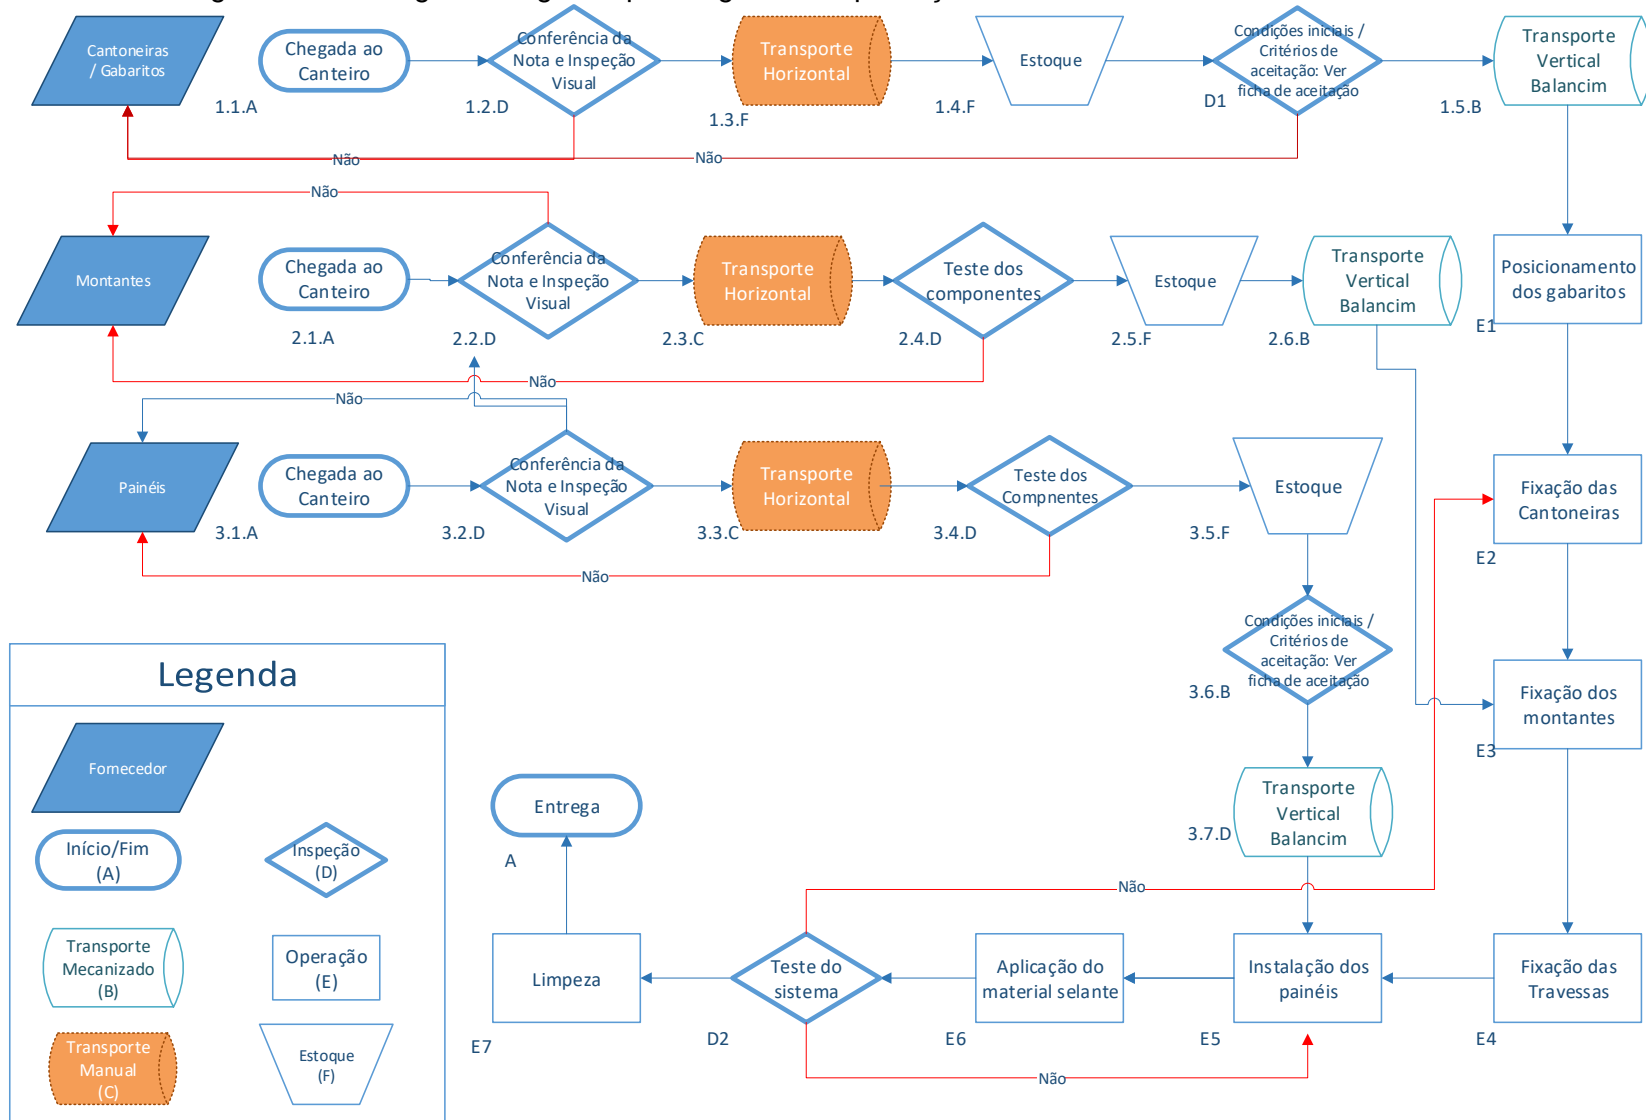 Cantoneiras
/ Gabaritos
1.1.A
Chegada ao
Canteiro
1.2.D
Conferência da
Nota e Inspeção
Visual
1.3.F
Transporte
Horizontal
1.4.F
Estoque
D1
Condições iniciais /
Critérios de
aceitação: Ver
ficha de aceitação
1.5.B
Transporte
Vertical
Balancim
Não
Não
Não
Montantes
Chegada ao
Canteiro
2.1.A
Conferência da
Nota e Inspeção
Visual
2.2.D
Transporte
Horizontal
2.3.C
Teste dos
componentes
2.4.D
Estoque
2.5.F
Transporte
Vertical
Balancim
2.6.B
Posicionamento
dos gabaritos
E1
Não
Não
Painéis
3.1.A
Chegada ao
Canteiro
3.2.D
Conferência da
Nota e Inspeção
Visual
3.3.C
Transporte
Horizontal
3.4.D
Teste dos
Compnentes
3.5.F
Estoque
Fixação das
Cantoneiras
E2
Não
Condições iniciais /
Critérios de
aceitação: Ver
ficha de aceitação
3.6.B
Fixação dos
montantes
E3
Transporte
Vertical
Balancim
3.7.D
Entrega
A
Não
Limpeza
E7
Teste do
sistema
D2
Aplicação do
material selante
E6
Instalação dos
painéis
E5
Fixação das
Travessas
E4
Não
Legenda
Fornecedor
Início/Fim
(A)
Inspeção
(D)
Transporte
Mecanizado
(B)
Operação
(E)
Transporte
Manual
(C)
Estoque
(F)